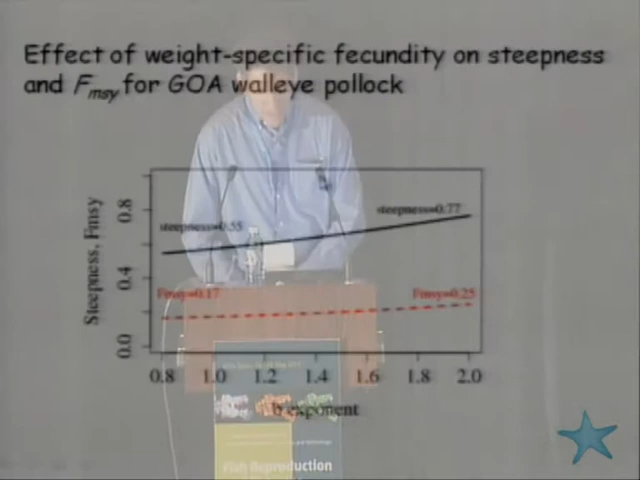 Effect of weight-specific fecundity on steepness
and Fmsy for GOA walleye pollock
steepness=0.77
steepness=0.55
Steepness, Fmsy
0.8
0.4
0.0
Fmsy=0.17
Fmsy=0.25
0.8 1.0 1.2 1.4 1.6 1.8 2.0
b exponent
Fish Reproduction